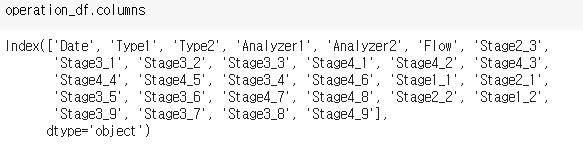 operation_df.columns
Index(['Date', 'Type1', 'Type2', 'Analyzer1', 'Analyzer2', 'Flow', 'Stage2_3',
'Stage3_1', 'Stage3_2', 'Stage3_3', 'Stage4_1', 'Stage4_2', 'Stage4_3',
'Stage4_4', 'Stage4_5', 'Stage3_4', 'Stage4_6', 'Stage1_1', 'Stage2_1',
'Stage3_5', 'Stage3_6', 'Stage4_7', 'Stage4_8', 'Stage2_2', 'Stage1_2',
'Stage3_9', 'Stage3_7', 'Stage3_8', 'Stage4_9'],
dtype='object')